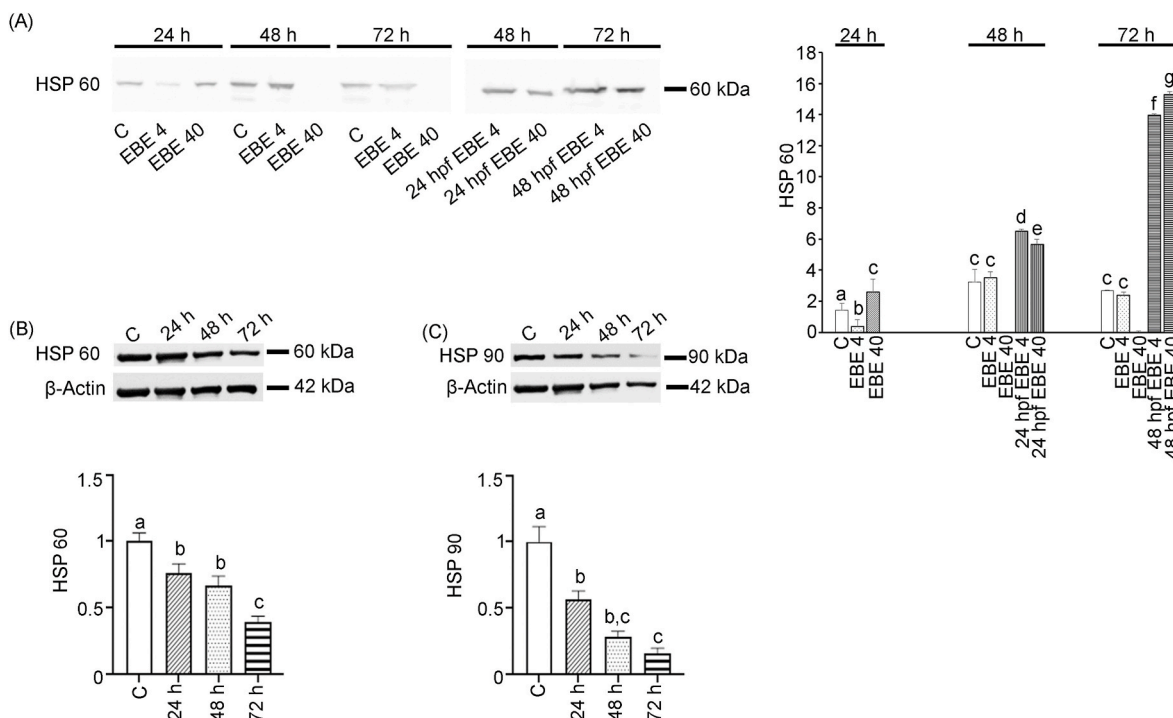 (A)
24 h 48 h 72 h 48 h 72 h
HSP 60
60 kDa
C EBE 4 EBE 40 C EBE 4 EBE 40 C EBE 4 EBE 40 24 hpf EBE 4 24 hpf EBE 40 48 hpf EBE 4 48 hpf EBE 40
24 h 48 h 72 h
HSP 60
18
16
14
12
10
8
6
4
2
0
a b c c c d e c c f g
C EBE 4 EBE 40 C EBE 4 EBE 40 24 hpf EBE 4 24 hpf EBE 40 C EBE 4 EBE 40 48 hpf EBE 4 48 hpf EBE 40
(B)
C 24 h 48 h 72 h
HSP 60 60 kDa
β-Actin 42 kDa
HSP 60
1.5
1
0.5
0
a b b c
C 24 h 48 h 72 h
(C)
C 24 h 48 h 72 h
HSP 90 90 kDa
β-Actin 42 kDa
HSP 90
1.5
1
0.5
0
a b b,c c
C 24 h 48 h 72 h